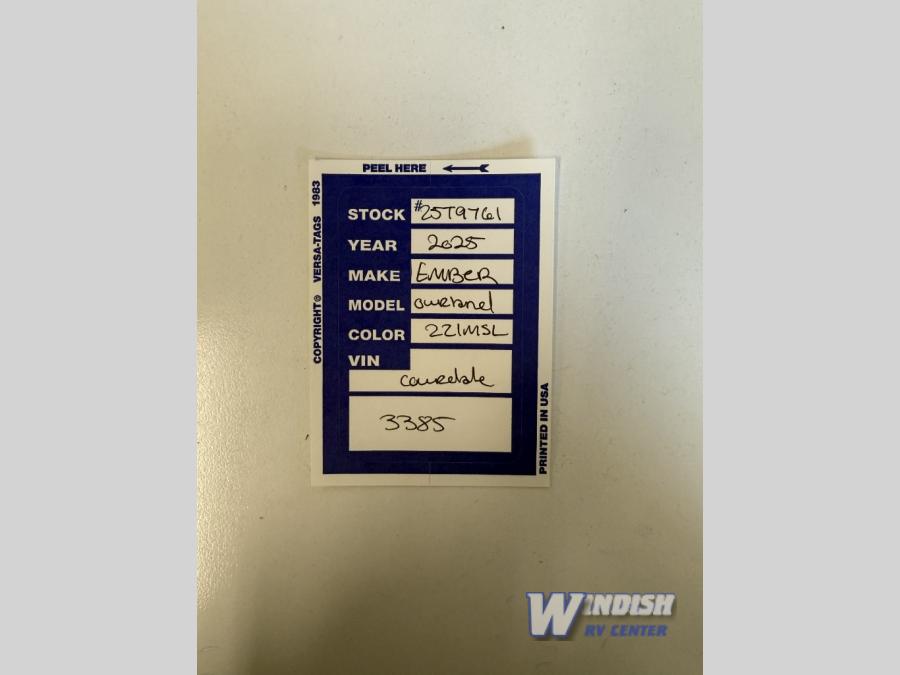 PEEL HERE
COPYRIGHT© VERSA-TAGS 1983
STOCK #25T9761
YEAR 2025
MAKE EMBER
MODEL overland
COLOR 221MSL
VIN
3385
PRINTED IN USA
WINDISH
RV CENTER